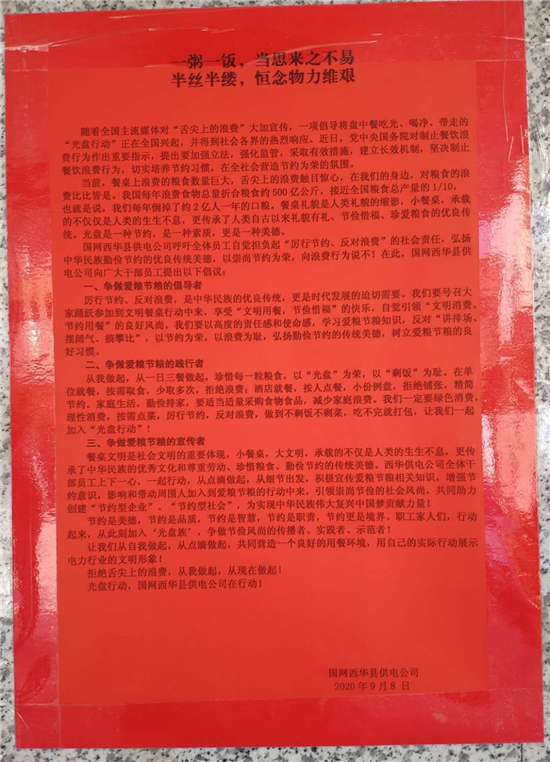 一粥一饭，当思来之不易
半丝半缕，恒念物力维艰
随着全国主流媒体对“舌尖上的浪费”大加宣传，一项倡导将盘中餐吃光、喝净、带走的
“光盘行动”正在全国兴起，并得到社会各界的热烈响应。近日，党中央国务院对制止餐饮浪
费行为作出重要指示，提出要加强立法，强化监管，采取有效措施，建立长效机制，坚决制止
餐饮浪费行为，切实培养节约习惯，在全社会营造节约为荣的氛围。
当前，餐桌上浪费的粮食数量巨大，舌尖上的浪费触目惊心，在我们的身边，对粮食的浪
费比比皆是，我国每年浪费食物总量折合粮食约500亿公斤，接近全国粮食总产量的1/10，
也就是说，我们每年倒掉了约2亿人一年的口粮。餐桌礼貌是人类礼貌的缩影，小餐桌，承载
的不仅仅是人类的生生不息，更传承了人类自古以来礼貌有礼、节俭惜福、珍爱粮食的优良传
统。光盘是一种节约，是一种素质，更是一种美德。
国网西华县供电公司呼吁全体员工自觉担负起“厉行节约、反对浪费”的社会责任，弘扬
中华民族勤俭节约的优良传统美德，以崇尚节约为荣，向浪费行为说不！在此，国网西华县供
电公司向广大干部员工提出以下倡议：
一、争做爱粮节粮的倡导者
厉行节约、反对浪费，是中华民族的优良传统，更是时代发展的迫切需要。我们要号召大
家踊跃参加到文明餐桌行动中来，享受“文明用餐，节俭惜福”的快乐，自觉引领“文明消费、
节约用餐”的良好风尚。我们要以高度的责任感和使命感，学习爱粮节粮知识，反对“讲排场、
摆阔气、搞攀比”，以节约为荣、以浪费为耻，弘扬勤俭节约的传统美德，树立爱粮节粮的良
好习惯。
二、争做爱粮节粮的践行者
从我做起，从一日三餐做起，珍惜每一粒粮食，以“光盘”为荣，以“剩饭”为耻。在单
位就餐，按需取食，少取多次，拒绝浪费；酒店就餐，按人点餐，小份例盘，拒绝铺张，精简
节约。家庭生活，勤俭持家，要适当适量采购食物食品，减少家庭浪费，我们一定要绿色消费，
理性消费，按需点菜，厉行节约，反对浪费，做到不剩饭不剩菜，吃不完就打包，让我们一起
加入“光盘行动”！
三、争做爱粮节粮的宣传者
餐桌文明是社会文明的重要体现，小餐桌，大文明，承载的不仅是人类的生生不息，更传
承了中华民族的优秀文化和尊重劳动、珍惜粮食、勤俭节约的传统美德。西华供电公司全体干
部员工上下一心，一起行动，从点滴做起，从细节出发，积极宣传爱粮节粮相关知识，增强节
约意识，影响和带动周围人加入到爱粮节粮的行动中来，引领崇尚节俭的社会风尚，共同助力
创建“节约型企业”、“节约型社会”，为实现中华民族伟大复兴中国梦贡献力量！
节约是美德，节约是品质，节约是智慧，节约是职责，节约更是境界。职工家人们，行动
起来，从此刻加入‘光盘族’，争做节俭风尚的传播者、实践者、示范者！
让我们从自我做起，从点滴做起，共同营造一个良好的用餐环境，用自己的实际行动展示
电力行业的文明形象！
拒绝舌尖上的浪费，从我做起，从现在做起！
光盘行动，国网西华县供电公司在行动！
国网西华县供电公司
2020年9月8日